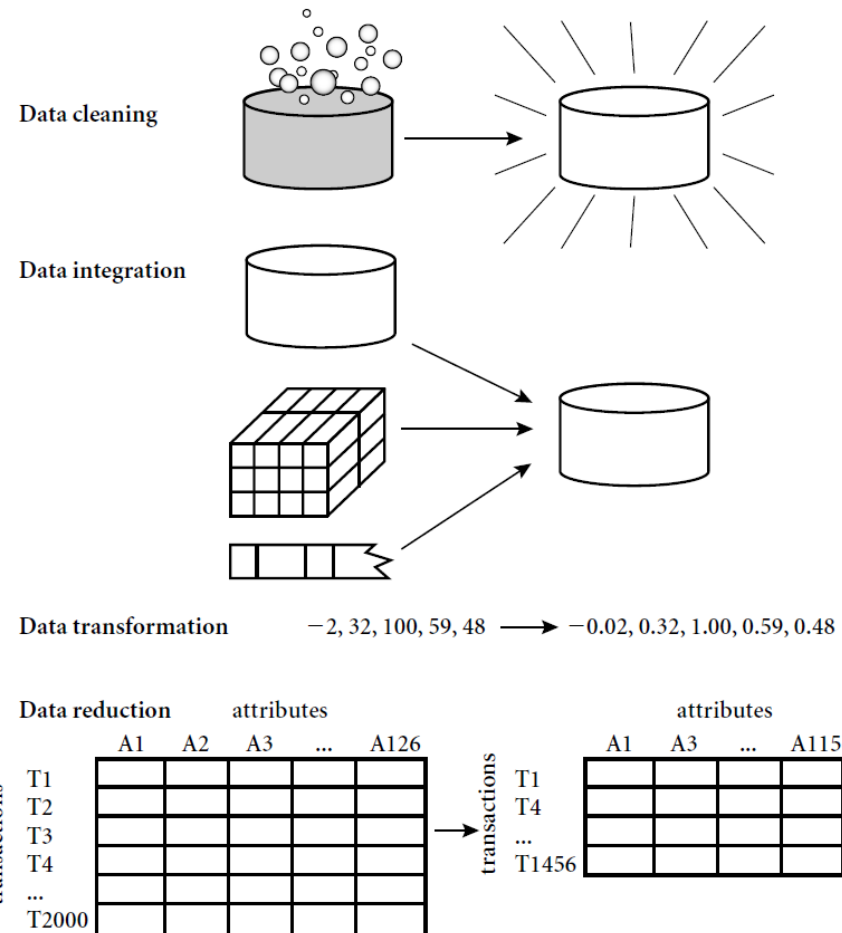 Data cleaning
Data integration
Data transformation −2, 32, 100, 59, 48 −0.02, 0.32, 1.00, 0.59, 0.48
Data reduction attributes attributes
A1 A2 A3 ... A126 A1 A3 ... A115
transactions
T1
T2
T3
T4
...
T2000
transactions
T1
T4
...
T1456